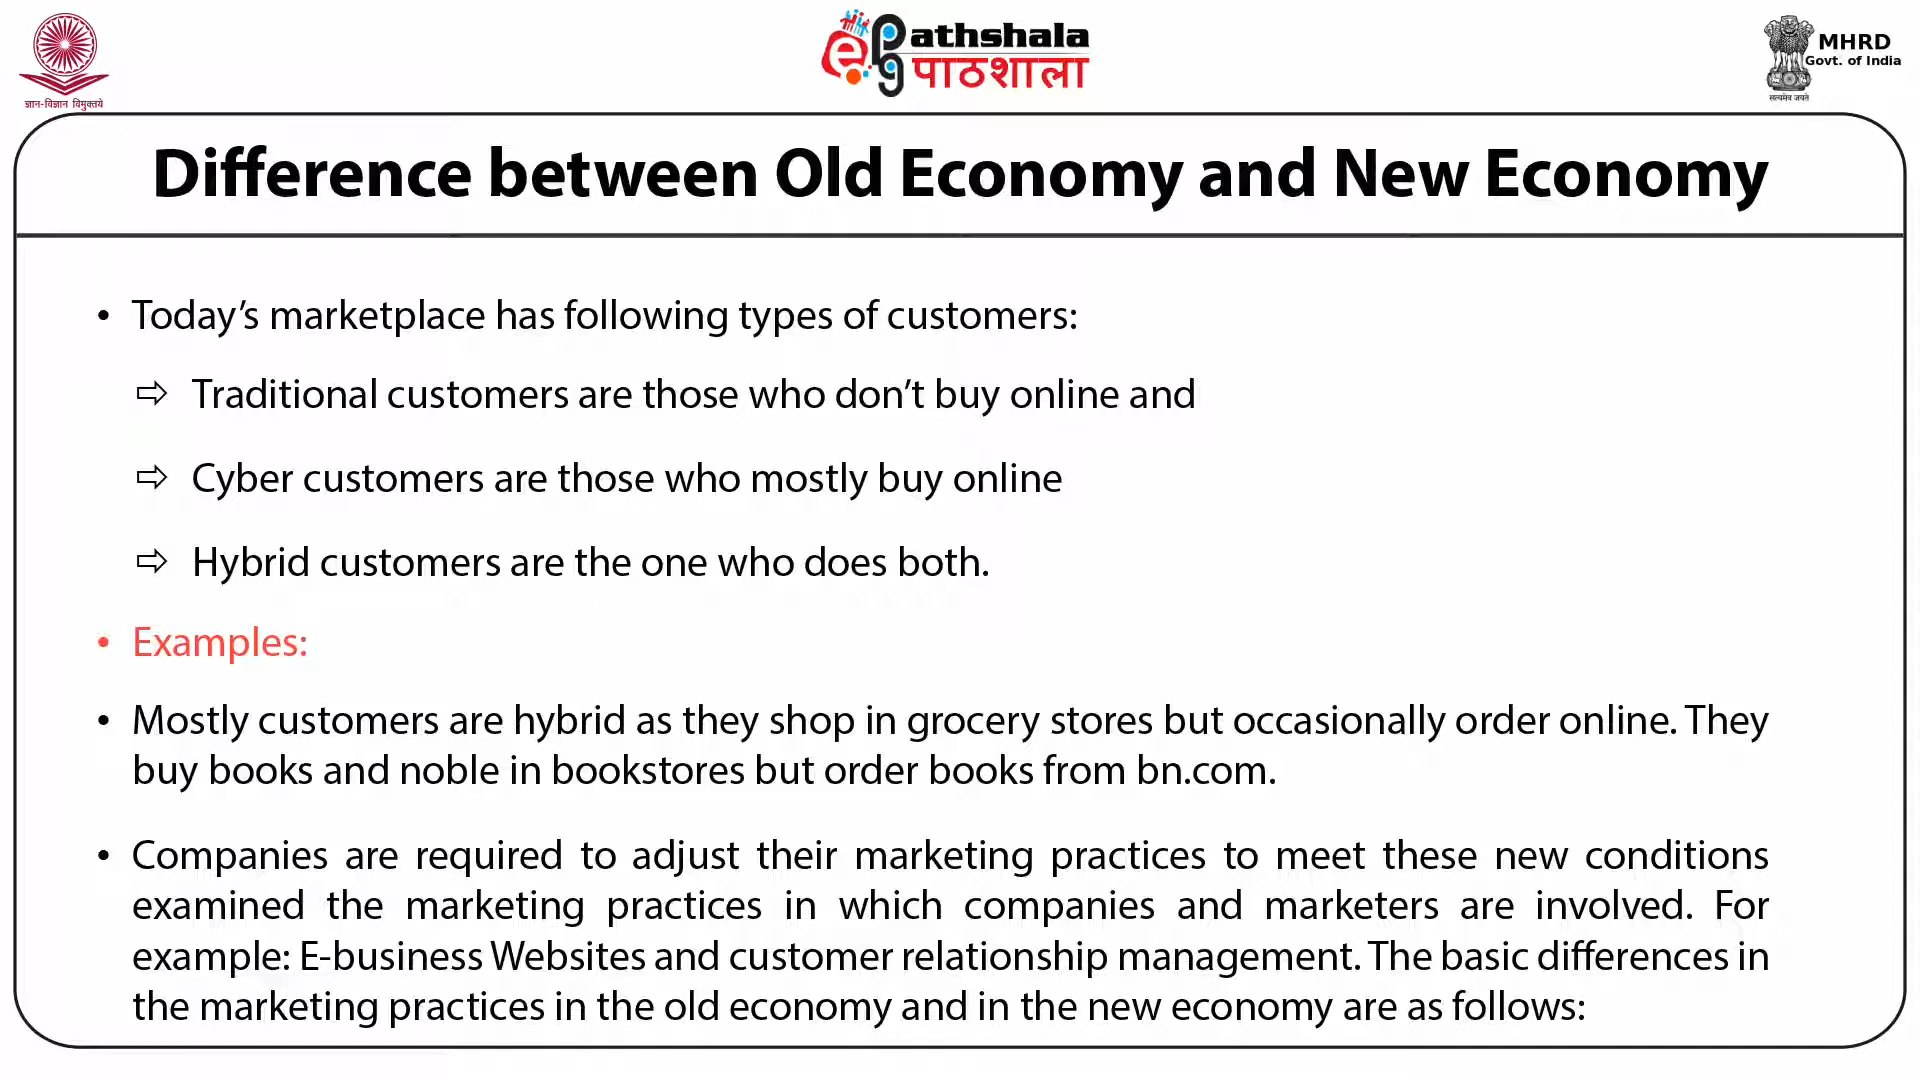 ज्ञान-विज्ञान विमुक्तये
ePathshala
पाठशाला
MHRD
Govt. of India
सत्यमेव जयते
Difference between Old Economy and New Economy
• Today’s marketplace has following types of customers:
⇨ Traditional customers are those who don’t buy online and
⇨ Cyber customers are those who mostly buy online
⇨ Hybrid customers are the one who does both.
• Examples:
• Mostly customers are hybrid as they shop in grocery stores but occasionally order online. They
buy books and noble in bookstores but order books from bn.com.
• Companies are required to adjust their marketing practices to meet these new conditions
examined the marketing practices in which companies and marketers are involved. For
example: E-business Websites and customer relationship management. The basic differences in
the marketing practices in the old economy and in the new economy are as follows: